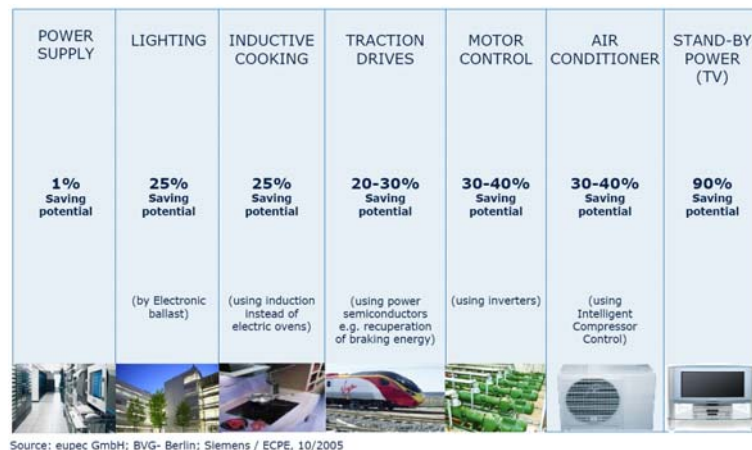 POWER
SUPPLY
1%
Saving
potential
LIGHTING
25%
Saving
potential
(by Electronic
ballast)
INDUCTIVE
COOKING
25%
Saving
potential
(using induction
instead of
electric ovens)
TRACTION
DRIVES
20-30%
Saving
potential
(using power
semiconductors
e.g. recuperation
of braking energy)
MOTOR
CONTROL
30-40%
Saving
potential
(using inverters)
AIR
CONDITIONER
30-40%
Saving
potential
(using
Intelligent
Compressor
Control)
STAND-BY
POWER
(TV)
90%
Saving
potential
Source: eupec GmbH; BVG- Berlin; Siemens / ECPE, 10/2005